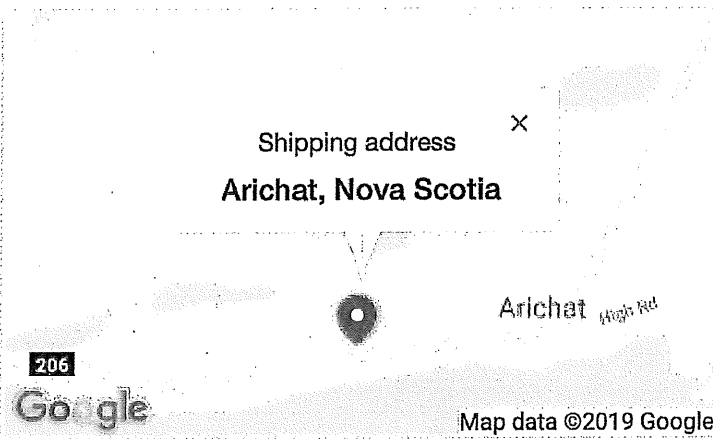 Shipping address
×
Arichat, Nova Scotia
Arichat
High Rd
206
Google
Map data ©2019 Google